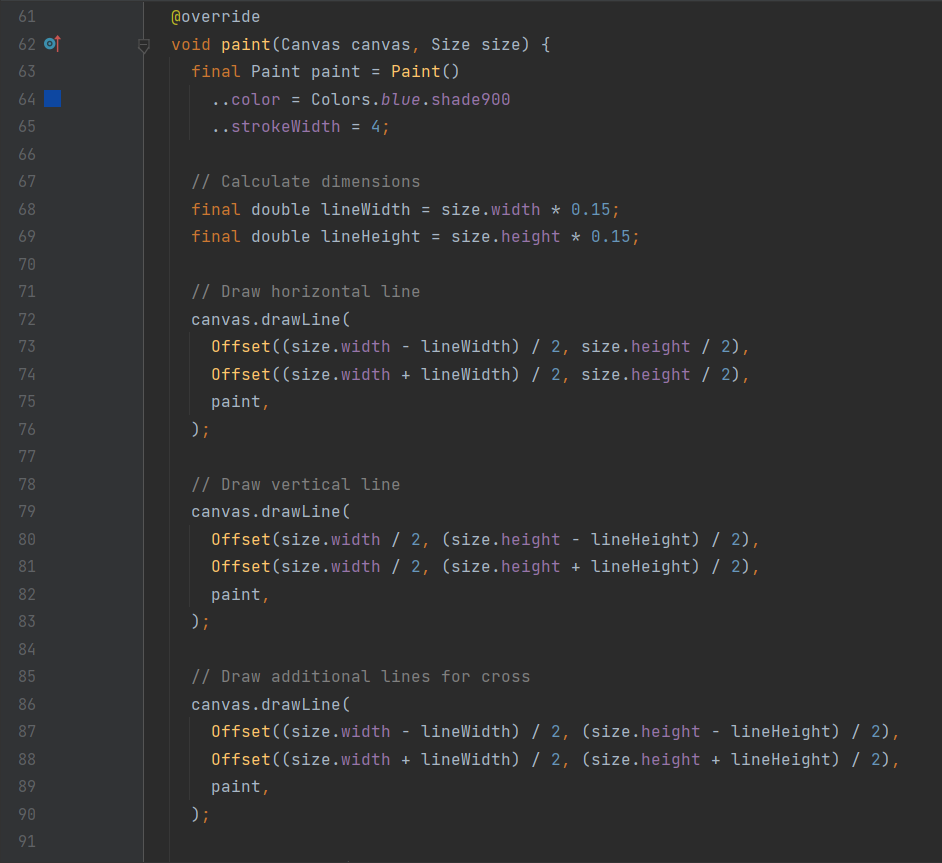 61 @override
62 void paint(Canvas canvas, Size size) {
63   final Paint paint = Paint()
64     ..color = Colors.blue.shade900
65     ..strokeWidth = 4;
66
67   // Calculate dimensions
68   final double lineWidth = size.width * 0.15;
69   final double lineHeight = size.height * 0.15;
70
71   // Draw horizontal line
72   canvas.drawLine(
73     Offset((size.width - lineWidth) / 2, size.height / 2),
74     Offset((size.width + lineWidth) / 2, size.height / 2),
75     paint,
76   );
77
78   // Draw vertical line
79   canvas.drawLine(
80     Offset(size.width / 2, (size.height - lineHeight) / 2),
81     Offset(size.width / 2, (size.height + lineHeight) / 2),
82     paint,
83   );
84
85   // Draw additional lines for cross
86   canvas.drawLine(
87     Offset((size.width - lineWidth) / 2, (size.height - lineHeight) / 2),
88     Offset((size.width + lineWidth) / 2, (size.height + lineHeight) / 2),
89     paint,
90   );
91